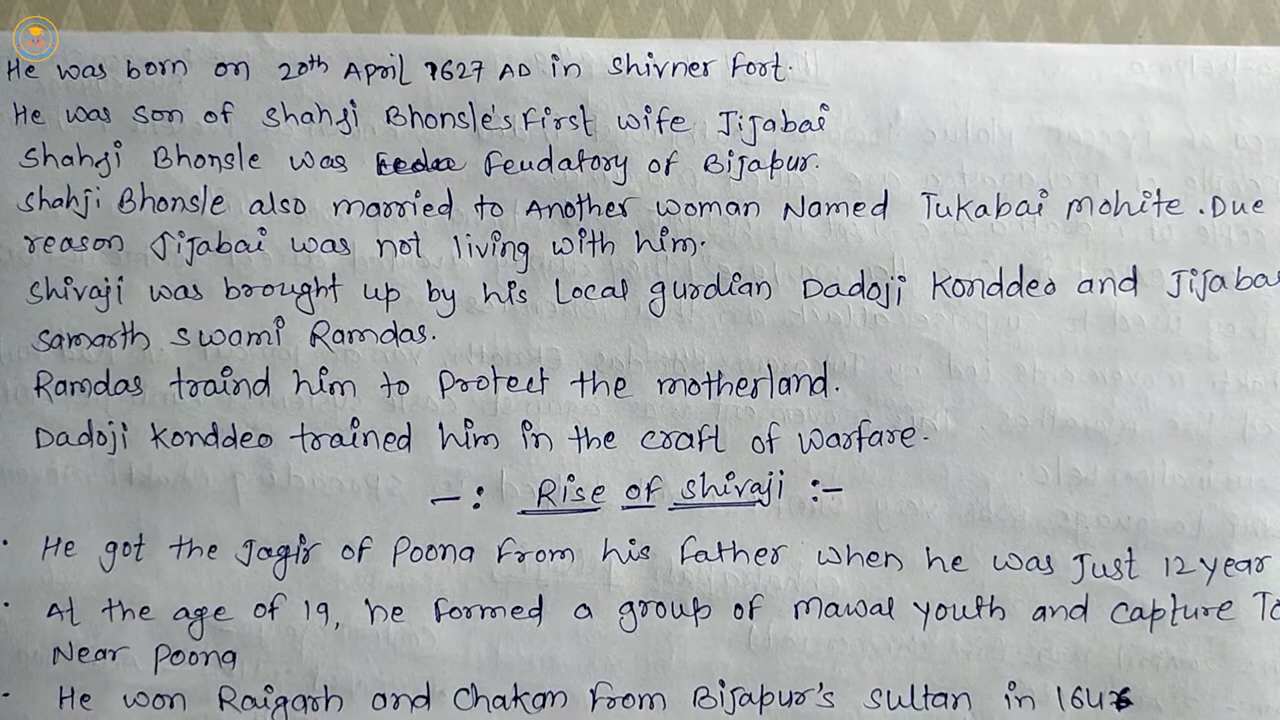 He was born on 20th April 1627 AD in Shivner Fort.
He was son of Shahji Bhonsle's First wife Jijabai
Shahji Bhonsle was Feudatory of Bijapur.
Shahji Bhonsle also married to Another woman Named Tukabai Mohite. Due
reason Jijabai was not living with him.
Shivaji was brought up by his Local gurdian Dadoji Konddeo and Jijaba
Samarth Swami Ramdas.
Ramdas traind him to Protect the motherland.
Dadoji Konddeo trained him in the craft of warfare.
-: Rise of Shivaji :-
• He got the Jagir of Poona From his Father when he was Just 12 year
• At the age of 19, he formed a group of mawal youth and capture To
Near Poona
• He won Raigarh and Chakan From Bijapur's Sultan in